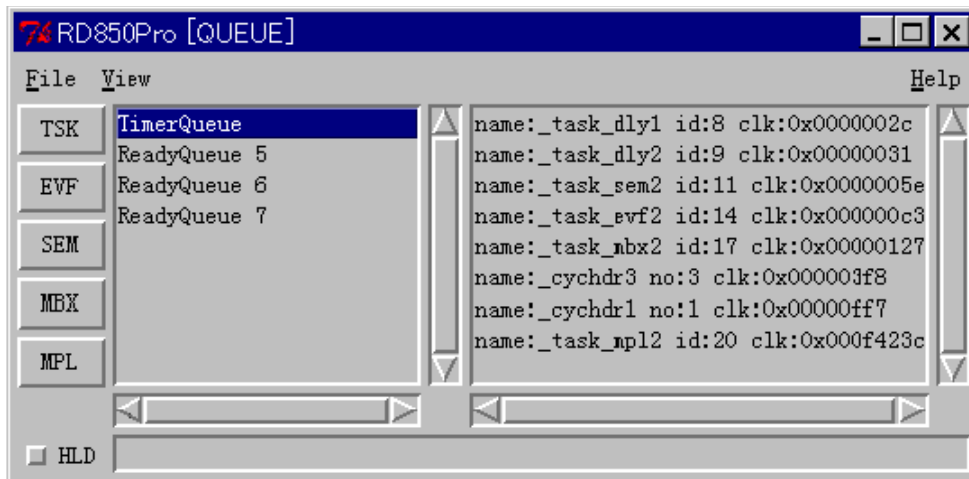 RD850Pro [QUEUE]
File View Help
TSK
EVF
SEM
MBX
MPL
TimerQueue
ReadyQueue 5
ReadyQueue 6
ReadyQueue 7
name:_task_dly1 id:8 clk:0x0000002c
name:_task_dly2 id:9 clk:0x00000031
name:_task_sem2 id:11 clk:0x0000005e
name:_task_evf2 id:14 clk:0x000000c3
name:_task_mbx2 id:17 clk:0x00000127
name:_cychdr3 no:3 clk:0x000003f8
name:_cychdr1 no:1 clk:0x00000ff7
name:_task_mpl2 id:20 clk:0x000f423c
HLD